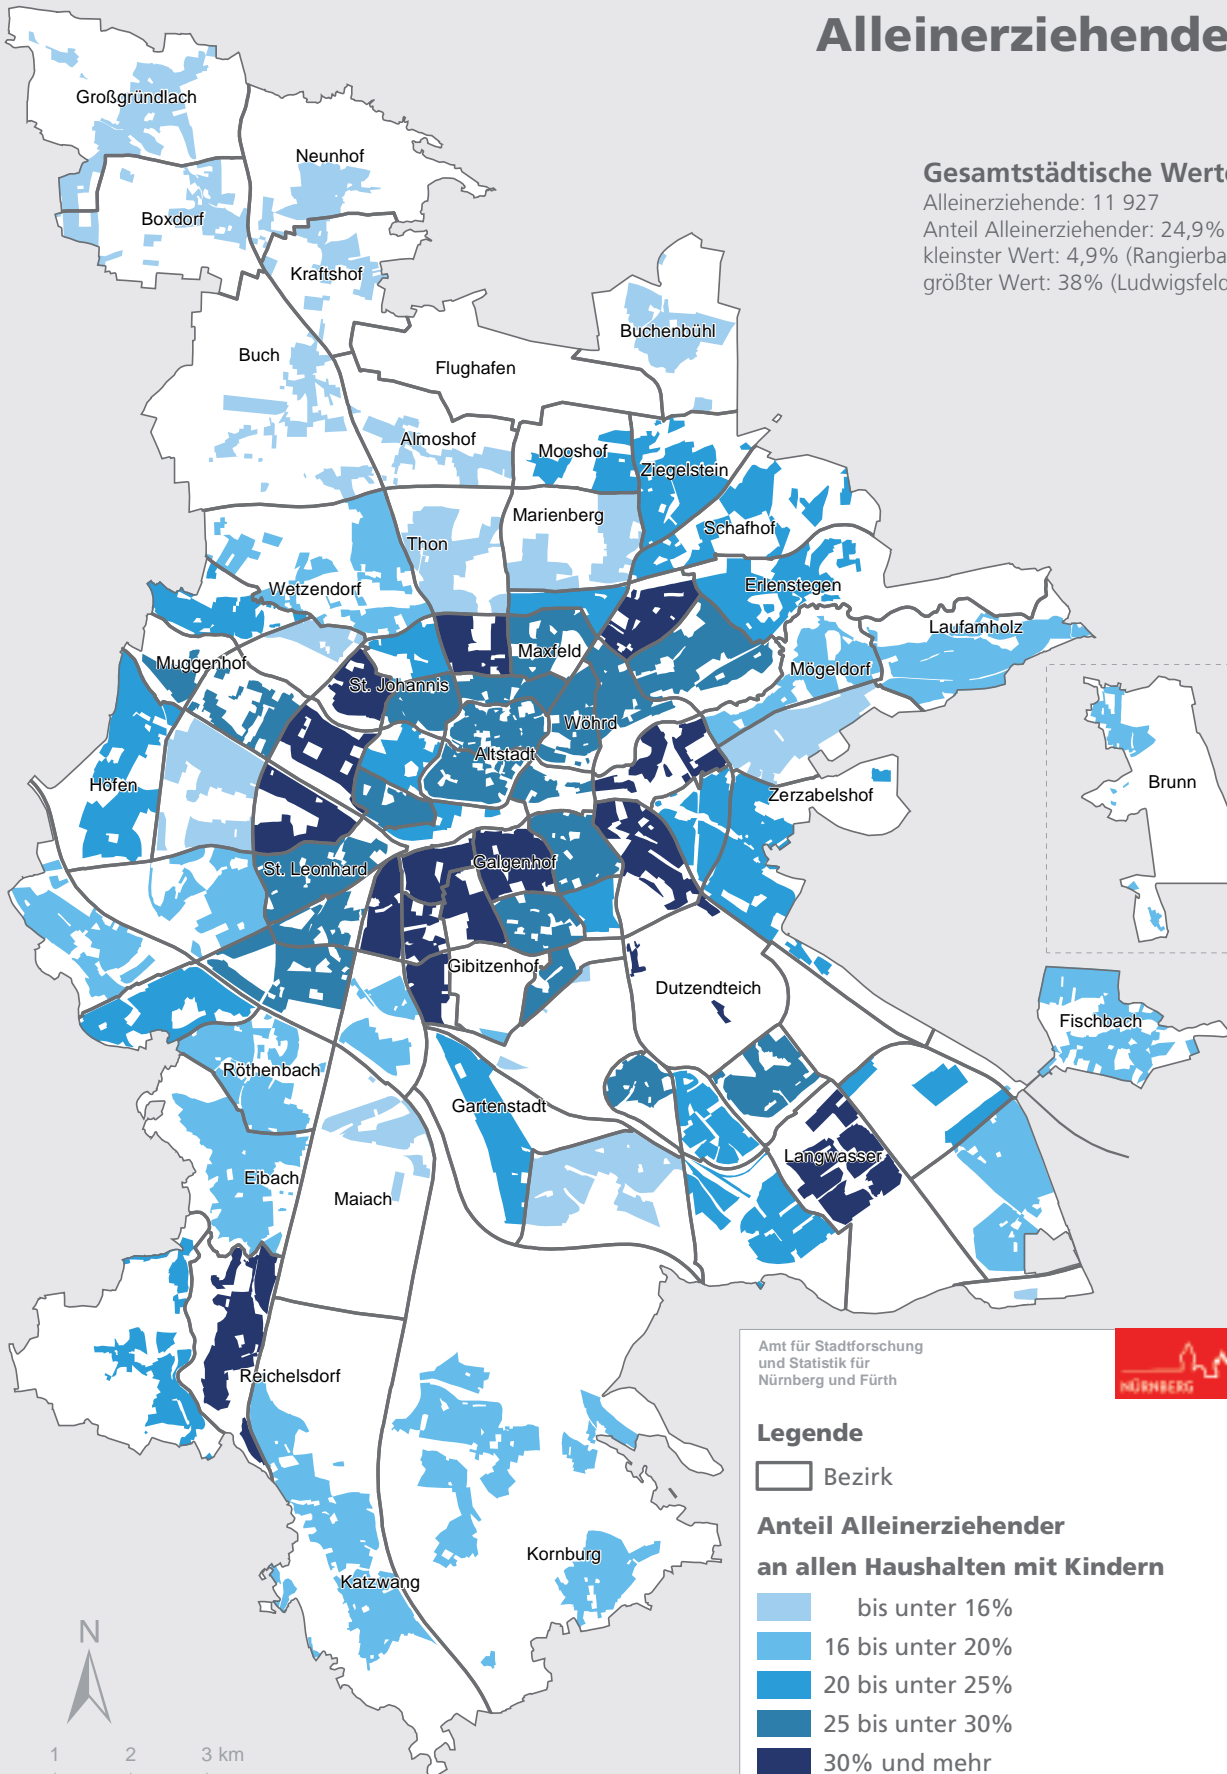 Alleinerziehende
Gesamtstädtische Werte
Alleinerziehende: 11 927
Anteil Alleinerziehender: 24,9%
kleinster Wert: 4,9% (Rangierba
größter Wert: 38% (Ludwigsfeld
Großgründlach
Neunhof
Boxdorf
Kraftshof
Buchenbühl
Buch
Flughafen
Almoshof
Mooshof
Ziegelstein
Marienberg
Schafhof
Thon
Wetzendorf
Erlenstegen
Laufamholz
Muggenhof
Maxfeld
Mögeldorf
St. Johannis
Wöhrd
Altstadt
Höfen
Zerzabelshof
Brunn
St. Leonhard
Galgenhof
Gibitzenhof
Dutzendteich
Fischbach
Röthenbach
Gartenstadt
Langwasser
Eibach
Maiach
Reichelsdorf
Kornburg
Katzwang
Amt für Stadtforschung
und Statistik für
Nürnberg und Fürth
NÜRNBERG
Legende
Bezirk
Anteil Alleinerziehender
an allen Haushalten mit Kindern
bis unter 16%
16 bis unter 20%
20 bis unter 25%
25 bis unter 30%
30% und mehr
N
1 2 3 km